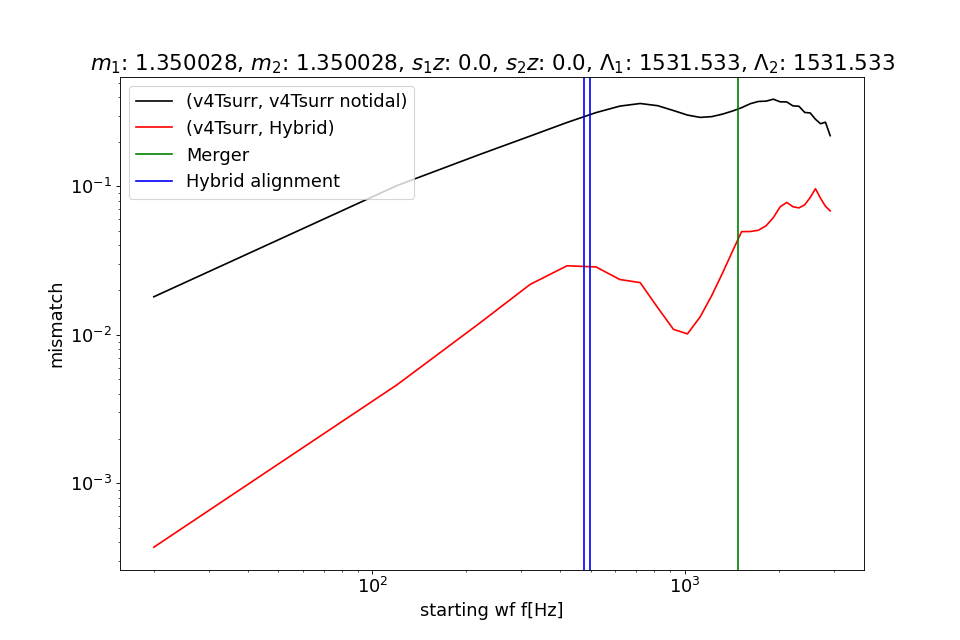 m₁: 1.350028, m₂: 1.350028, s₁z: 0.0, s₂z: 0.0, Λ₁: 1531.533, Λ₂: 1531.533
(v4Tsurr, v4Tsurr notidal)
(v4Tsurr, Hybrid)
Merger
Hybrid alignment
10⁻¹
10⁻²
10⁻³
mismatch
10² 10³
starting wf f[Hz]